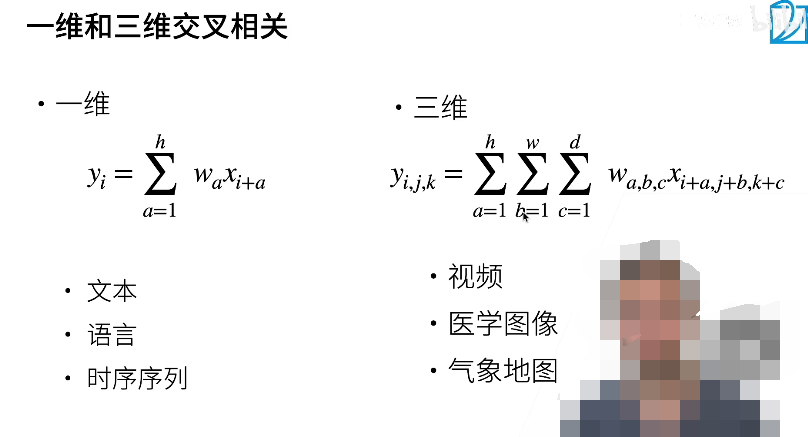 一维和三维交叉相关
• 一维
y_i = \sum_{a=1}^{h} w_a x_{i+a}
• 文本
• 语言
• 时序序列
• 三维
y_{i,j,k} = \sum_{a=1}^{h} \sum_{b=1}^{w} \sum_{c=1}^{d} w_{a,b,c} x_{i+a,j+b,k+c}
• 视频
• 医学图像
• 气象地图